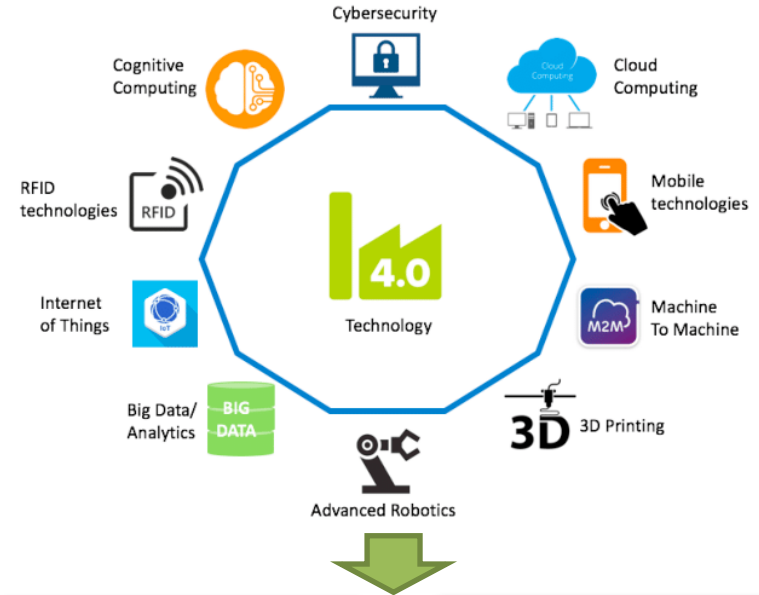 Cybersecurity
Cognitive
Computing
Cloud
Computing
Cloud
Computing
RFID
technologies
RFID
Mobile
technologies
4.0
Technology
Internet
of Things
IoT
M2M
Machine
To Machine
Big Data/
Analytics
BIG
DATA
3D
3D Printing
Advanced Robotics